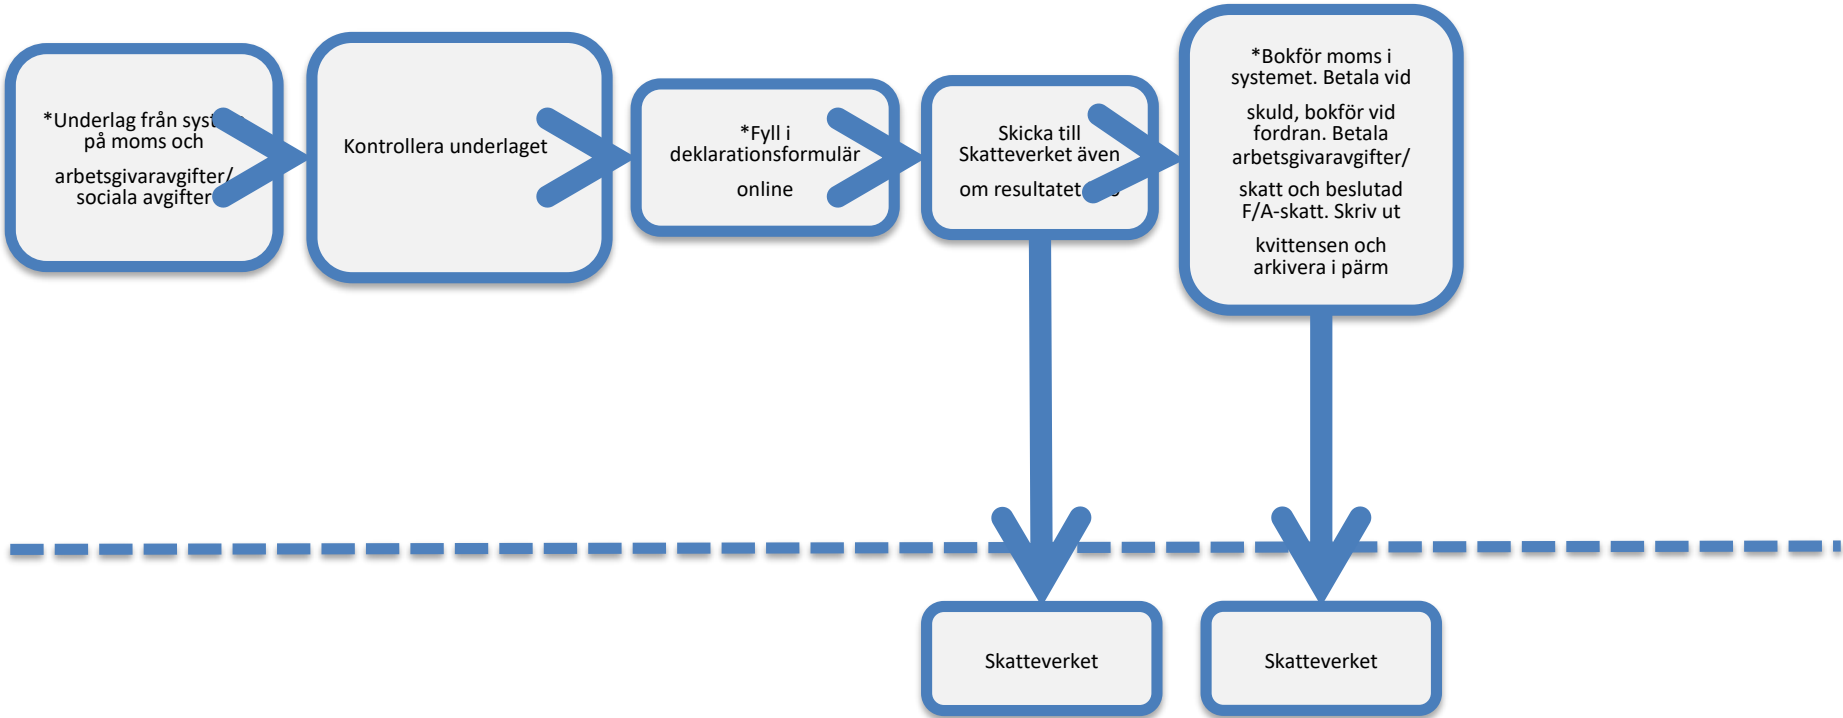 *Underlag från
på moms och
arbetsgivaravgifter/
sociala avgifter
Kontrollera underlaget
*Fyll i
deklarationsformulär
online
Skicka till
Skatteverket även
om resultatet
*Bokför moms i
systemet. Betala vid
skuld, bokför vid
fordran. Betala
arbetsgivaravgifter/
skatt och beslutad
F/A-skatt. Skriv ut
kvittensen och
arkivera i pärm
Skatteverket
Skatteverket